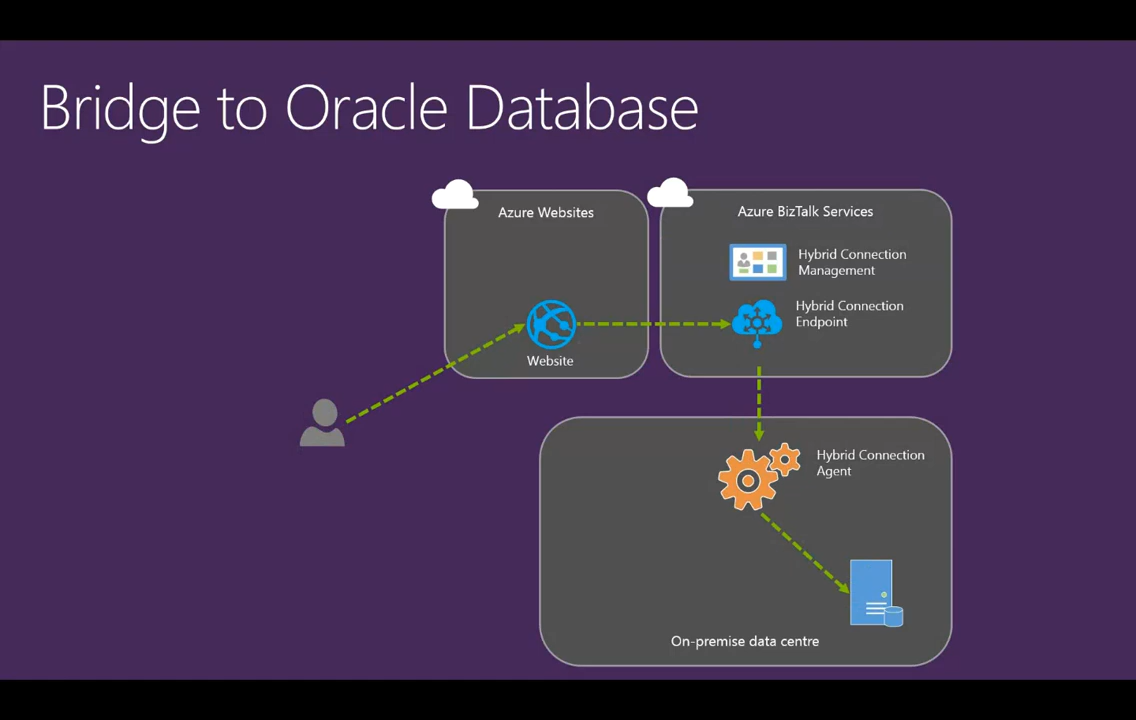 Bridge to Oracle Database
Azure Websites
Azure BizTalk Services
Hybrid Connection
Management
Hybrid Connection
Endpoint
Website
Hybrid Connection
Agent
On-premise data centre